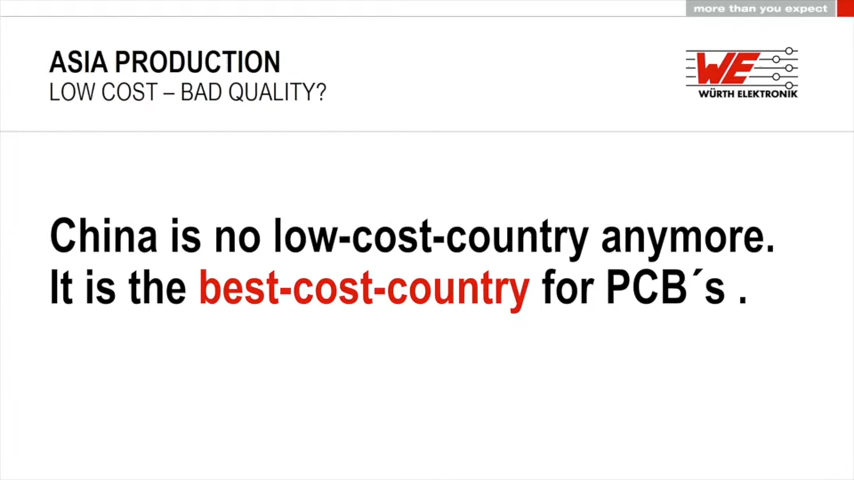 more than you expect
ASIA PRODUCTION
LOW COST – BAD QUALITY?
WE
WÜRTH ELEKTRONIK
China is no low-cost-country anymore.
It is the best-cost-country for PCB´s .